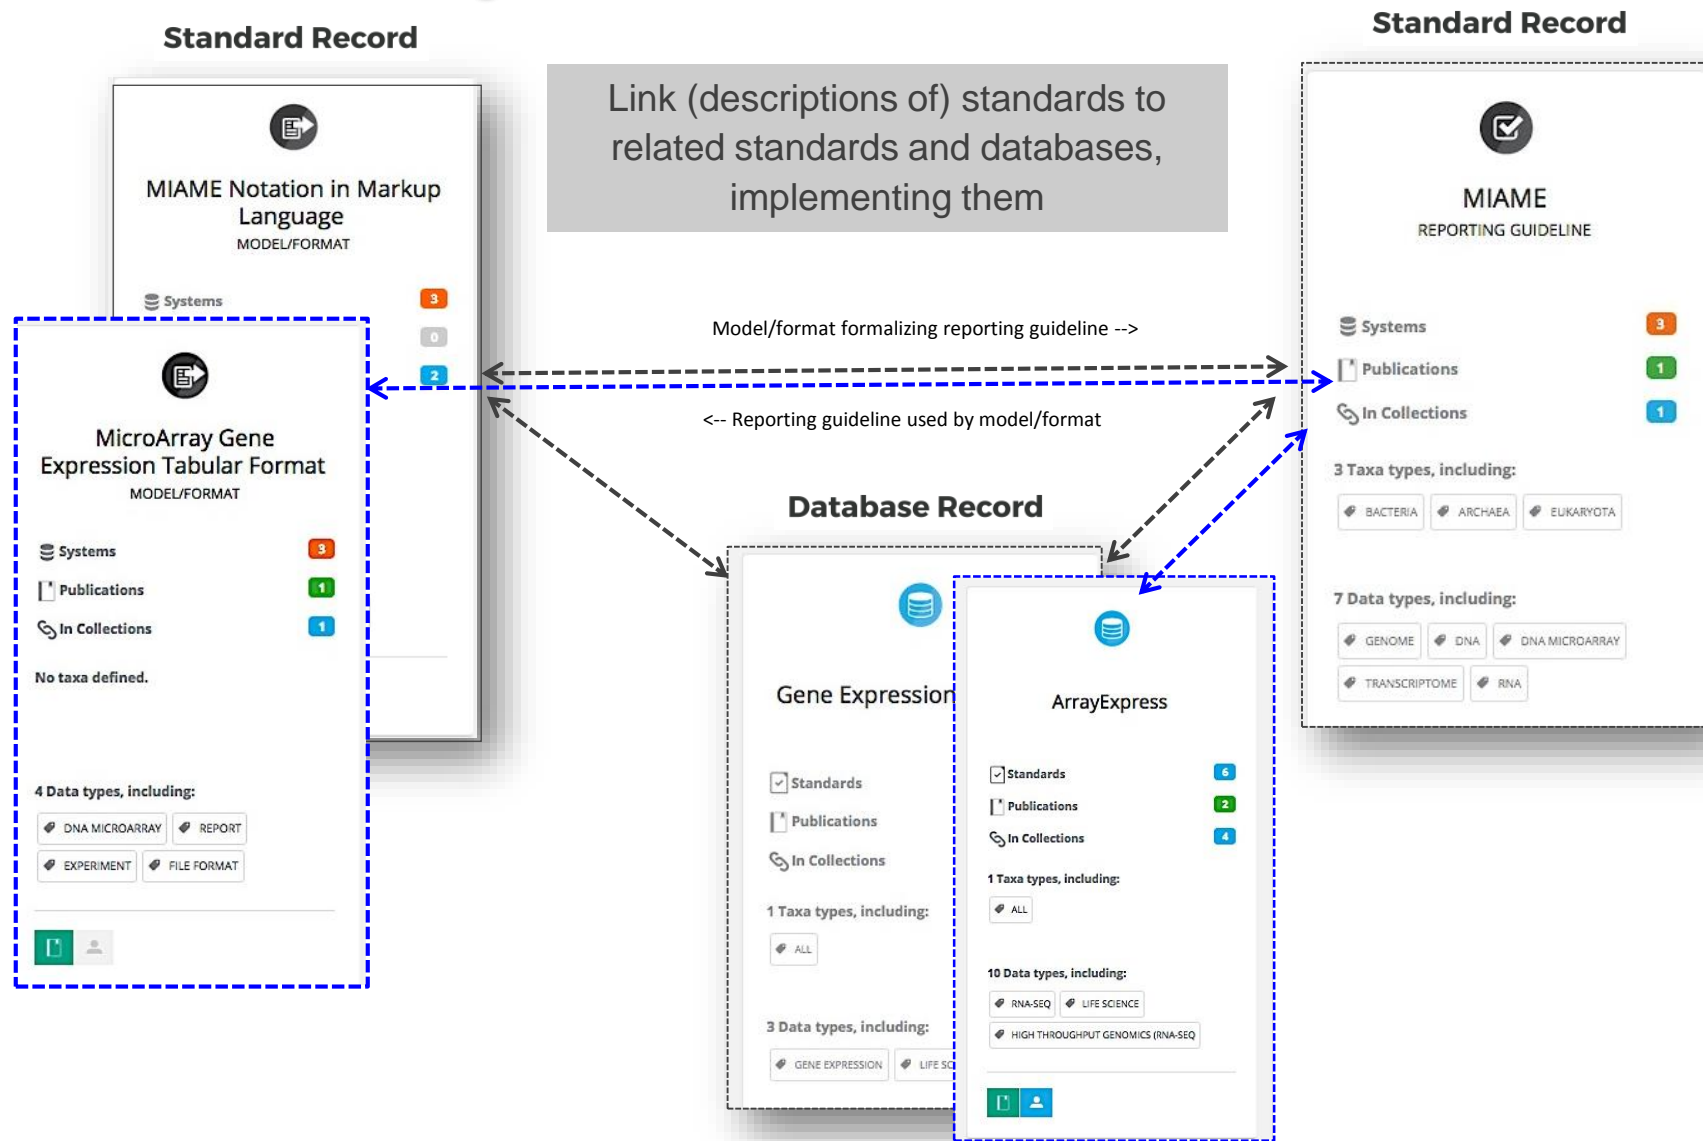 Standard Record
MIAME Notation in Markup
Language
MODEL/FORMAT
Systems 3
0
2
MicroArray Gene
Expression Tabular Format
MODEL/FORMAT
Systems 3
Publications 1
In Collections 1
No taxa defined.
4 Data types, including:
DNA MICROARRAY REPORT
EXPERIMENT FILE FORMAT
Link (descriptions of) standards to
related standards and databases,
implementing them
Model/format formalizing reporting guideline -->
<-- Reporting guideline used by model/format
Database Record
Gene Expression
Standards
Publications
In Collections
1 Taxa types, including:
ALL
3 Data types, including:
GENE EXPRESSION LIFE SC
ArrayExpress
Standards 6
Publications 2
In Collections 4
1 Taxa types, including:
ALL
10 Data types, including:
RNA-SEQ LIFE SCIENCE
HIGH THROUGHPUT GENOMICS (RNA-SEQ
Standard Record
MIAME
REPORTING GUIDELINE
Systems 3
Publications 1
In Collections 1
3 Taxa types, including:
BACTERIA ARCHAEA EUKARYOTA
7 Data types, including:
GENOME DNA DNA MICROARRAY
TRANSCRIPTOME RNA